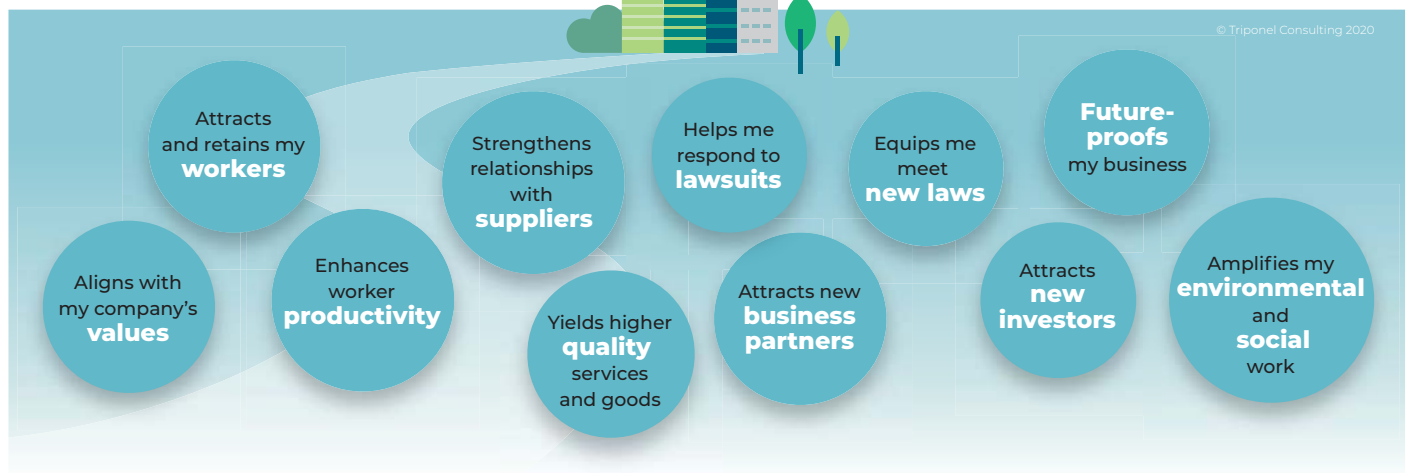 © Triponel Consulting 2020
Attracts
and retains my
workers
Aligns with
my company's
values
Enhances
worker
productivity
Strengthens
relationships
with
suppliers
Yields higher
quality
services
and goods
Helps me
respond to
lawsuits
Attracts new
business
partners
Equips me
meet
new laws
Attracts
new
investors
Future-
proofs
my business
Amplifies my
environmental
and
social
work